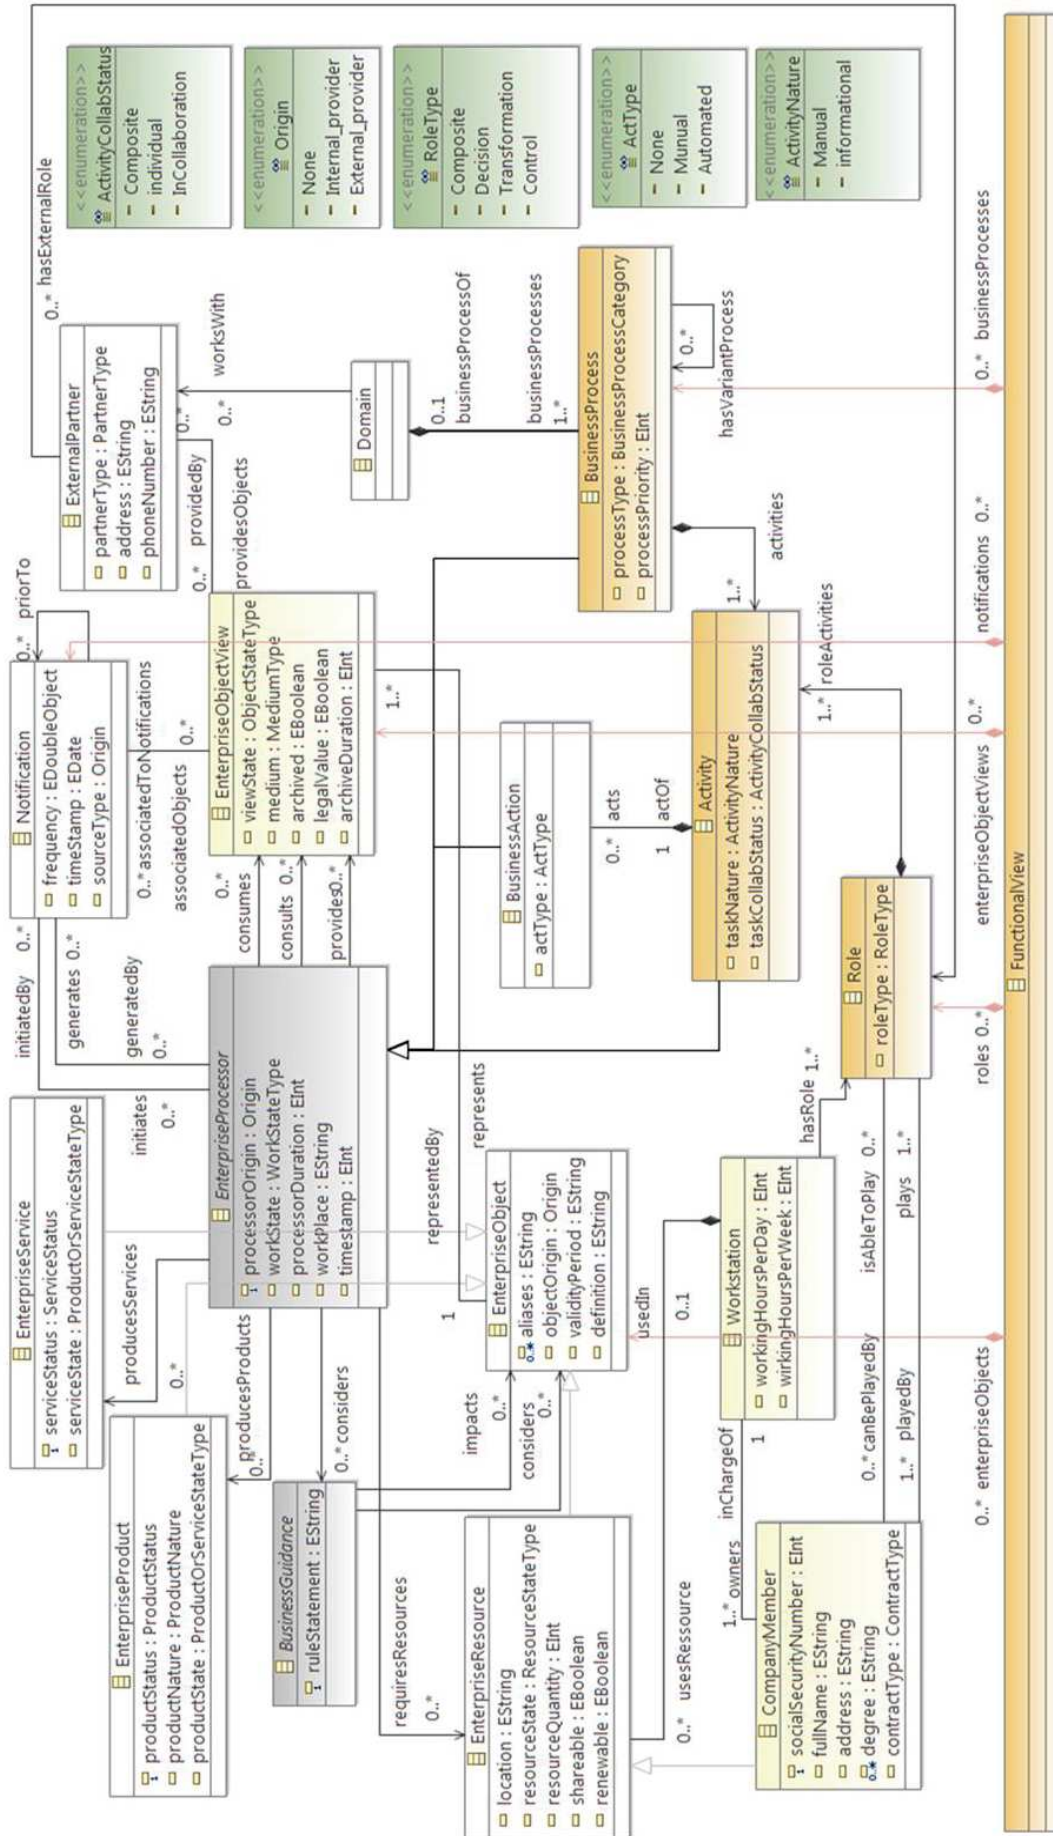 EnterpriseProduct
1 productStatus : ProductStatus
productNature : ProductNature
productState : ProductOrServiceStateType
EnterpriseService
1 serviceStatus : ServiceStatus
serviceState : ProductOrServiceStateType
producesServices
0..*
producesProducts
0..*
initiatedBy 0..*
generates 0..*
generatedBy
0..*
initiates
0..*
Notification
frequency : EDoubleObject
timeStamp : EDate
sourceType : Origin
0..* priorTo
0..* associatedToNotifications
associatedObjects
0..*
ExternalPartner
partnerType : PartnerType
address : EString
phoneNumber : EString
0..* hasExternalRole
0..*
0..* providedBy
providesObjects
0..*
worksWith
<<enumeration>>
ActivityCollabStatus
Composite
individual
InCollaboration
<<enumeration>>
Origin
None
Internal_provider
External_provider
<<enumeration>>
RoleType
Composite
Decision
Transformation
Control
<<enumeration>>
ActType
None
Munual
Automated
<<enumeration>>
ActivityNature
Manual
informational
BusinessGuidance
1 ruleStatement : EString
0..* considers
EnterpriseProcessor
1 processorOrigin : Origin
workState : WorkStateType
processorDuration : EInt
workPlace : EString
timestamp : EInt
0..*
consumes
consults 0..*
provides0..*
EnterpriseObjectView
viewState : ObjectStateType
medium : MediumType
archived : EBoolean
legalValue : EBoolean
archiveDuration : EInt
1..*
Domain
0..1
businessProcessOf
businessProcesses
1..*
requiresResources
0..*
impacts
0..*
considers
0..*
representedBy
1
represents
EnterpriseObject
0..* aliases : EString
objectOrigin : Origin
validityPeriod : EString
definition : EString
usedIn
0..1
BusinessAction
actType : ActType
0..* acts
1 actOf
BusinessProcess
processType : BusinessProcessCategory
processPriority : EInt
0..*
hasVariantProcess
activities
1..*
EnterpriseResource
location : EString
resourceState : ResourceStateType
resourceQuantity : EInt
shareable : EBoolean
renewable : EBoolean
0..* usesRessource
Workstation
workingHoursPerDay : EInt
wirkingHoursPerWeek : EInt
inChargeOf
1
1..* owners
hasRole 1..*
Activity
taskNature : ActivityNature
taskCollabStatus : ActivityCollabStatus
1..* roleActivities
CompanyMember
1 socialSecurityNumber : EInt
fullName : EString
address : EString
0..* degree : EString
contractType : ContractType
0..* canBePlayedBy
isAbleToPlay 0..*
1..* playedBy
plays 1..*
Role
roleType : RoleType
0..* enterpriseObjects
roles 0..*
enterpriseObjectViews 0..*
notifications 0..*
0..* businessProcesses
FunctionalView